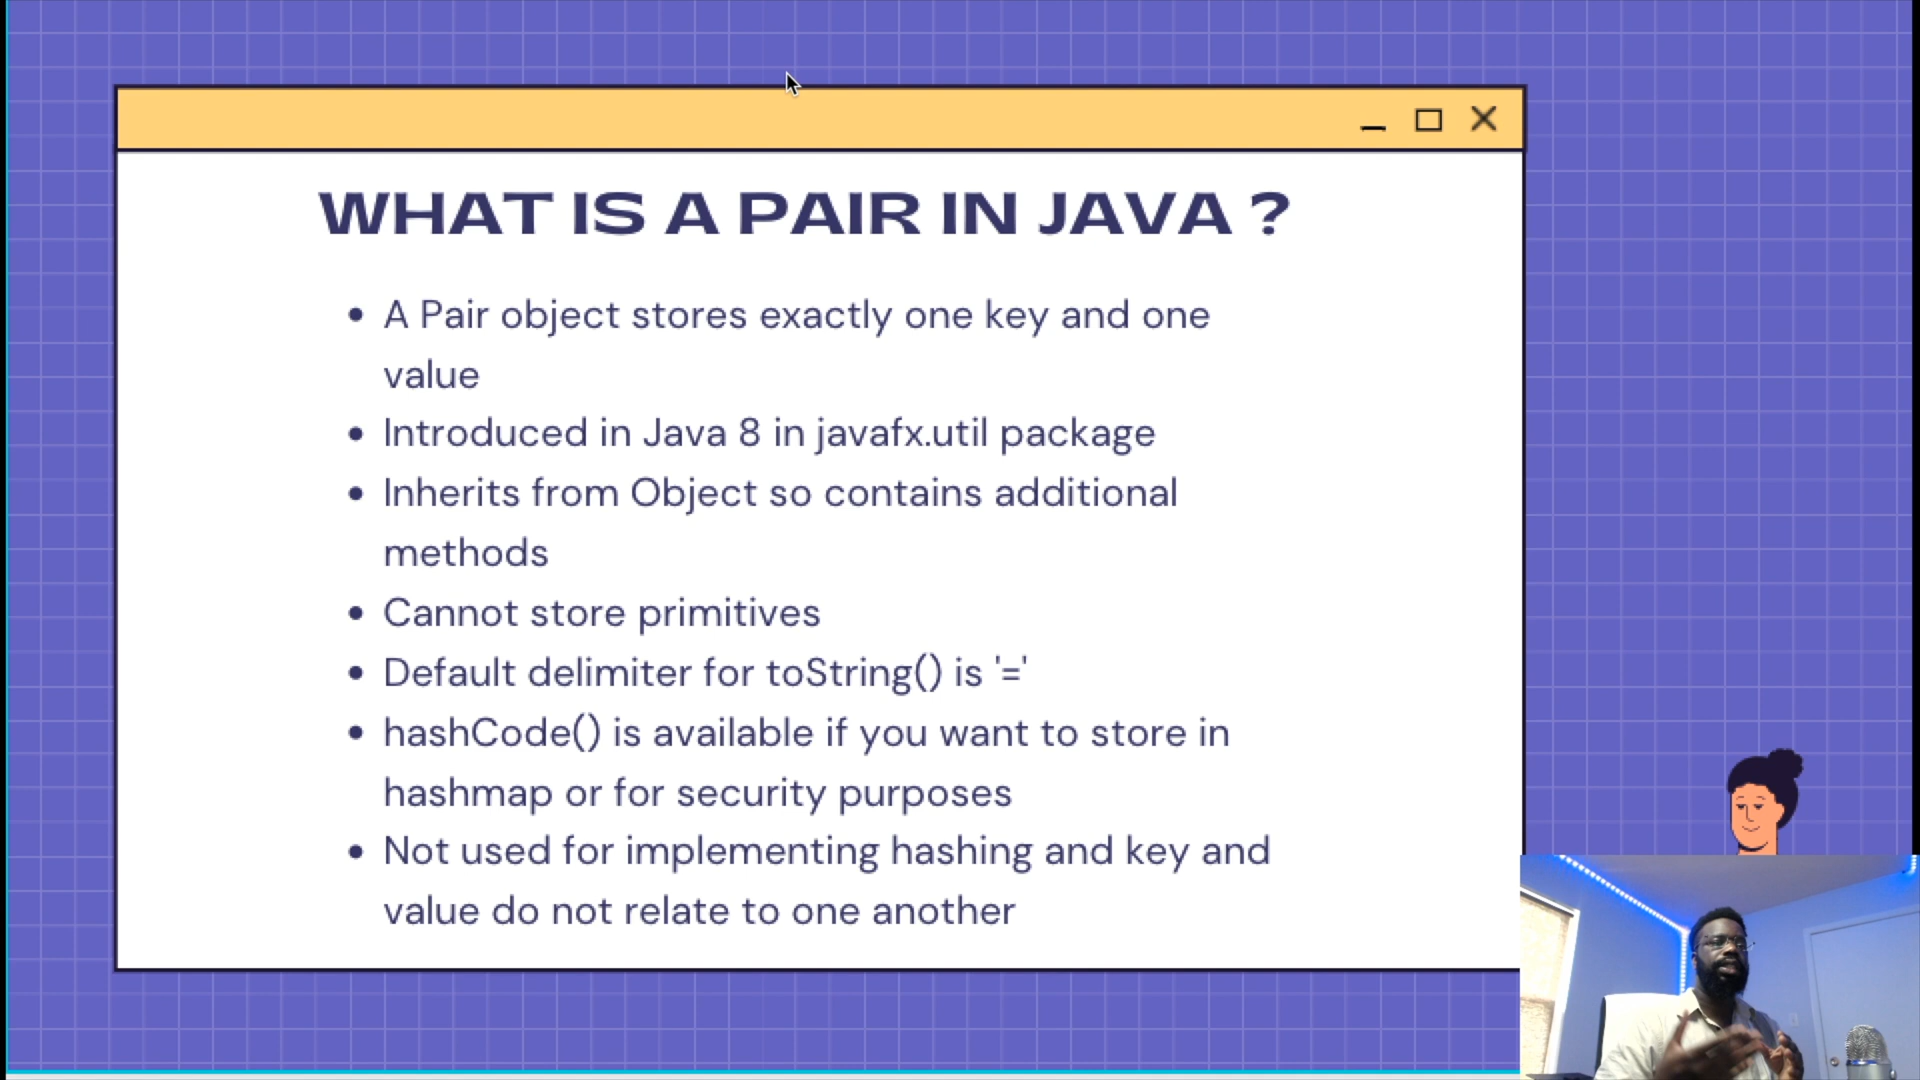 WHAT IS A PAIR IN JAVA ?
• A Pair object stores exactly one key and one
value
• Introduced in Java 8 in javafx.util package
• Inherits from Object so contains additional
methods
• Cannot store primitives
• Default delimiter for toString() is '='
• hashCode() is available if you want to store in
hashmap or for security purposes
• Not used for implementing hashing and key and
value do not relate to one another